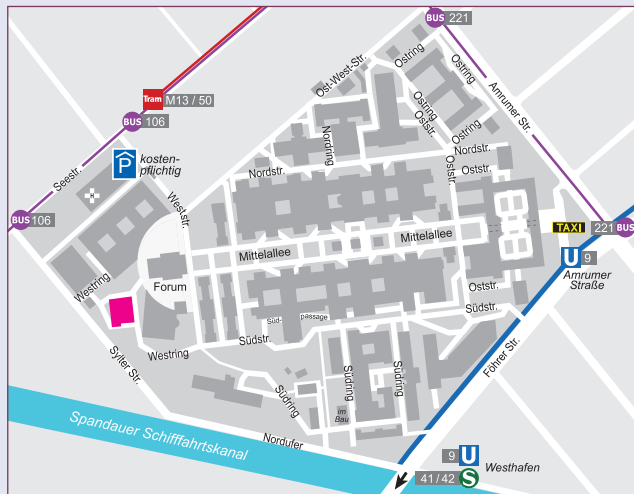 BUS 221
Ostring
Ost-West-Str.
Ostring
Tram M13 / 50
Ostring
Amrumer Str.
BUS 106
Oststr.
Nordring
Ostring
P kosten-
pflichtig
Nordstr.
Seestr.
Nordstr.
Oststr.
Oststr.
Weststr.
BUS 106
TAXI 221 BUS
Mittelallee
Mittelallee
U 9
Amrumer
Straße
Forum
Westring
Oststr.
Südstr.
Süd- passage
Südstr.
Föhrer Str.
Westring
Sylter Str.
Südring
Südring
Südring
im
Bau
Spandauer Schifffahrtskanal
Nordufer
9 U
Westhafen
41 / 42 S